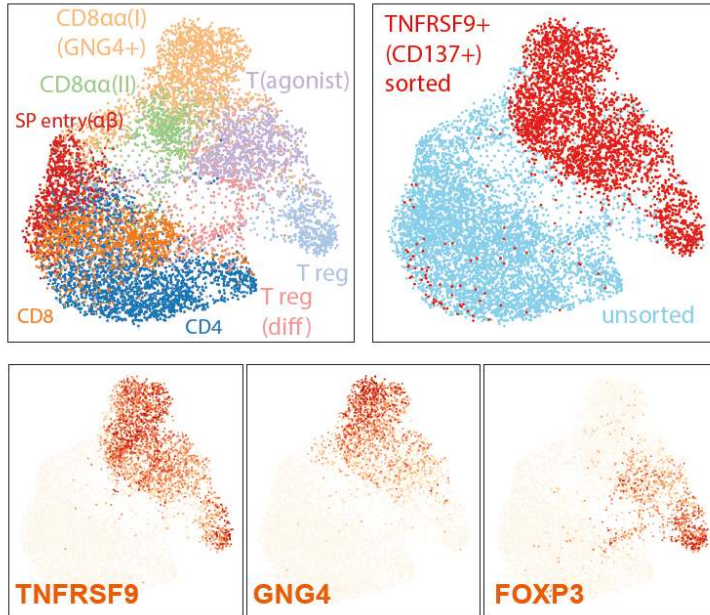 CD8αα(I)
(GNG4+)
CD8αα(II)
T(agonist)
SP entry(αβ)
T reg
T reg
(diff)
CD8
CD4
TNFRSF9+
(CD137+)
sorted
unsorted
TNFRSF9
GNG4
FOXP3